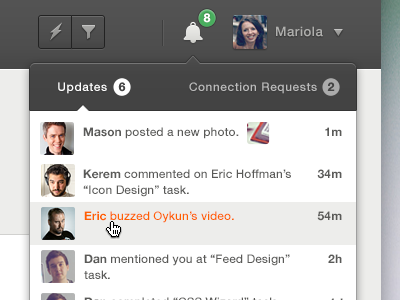 8
Mariola
Updates 6
Connection Requests 2
Mason posted a new photo. 1m
Kerem commented on Eric Hoffman's 34m
“Icon Design” task.
Eric buzzed Oykun's video. 54m
Dan mentioned you at “Feed Design” 2h
task.